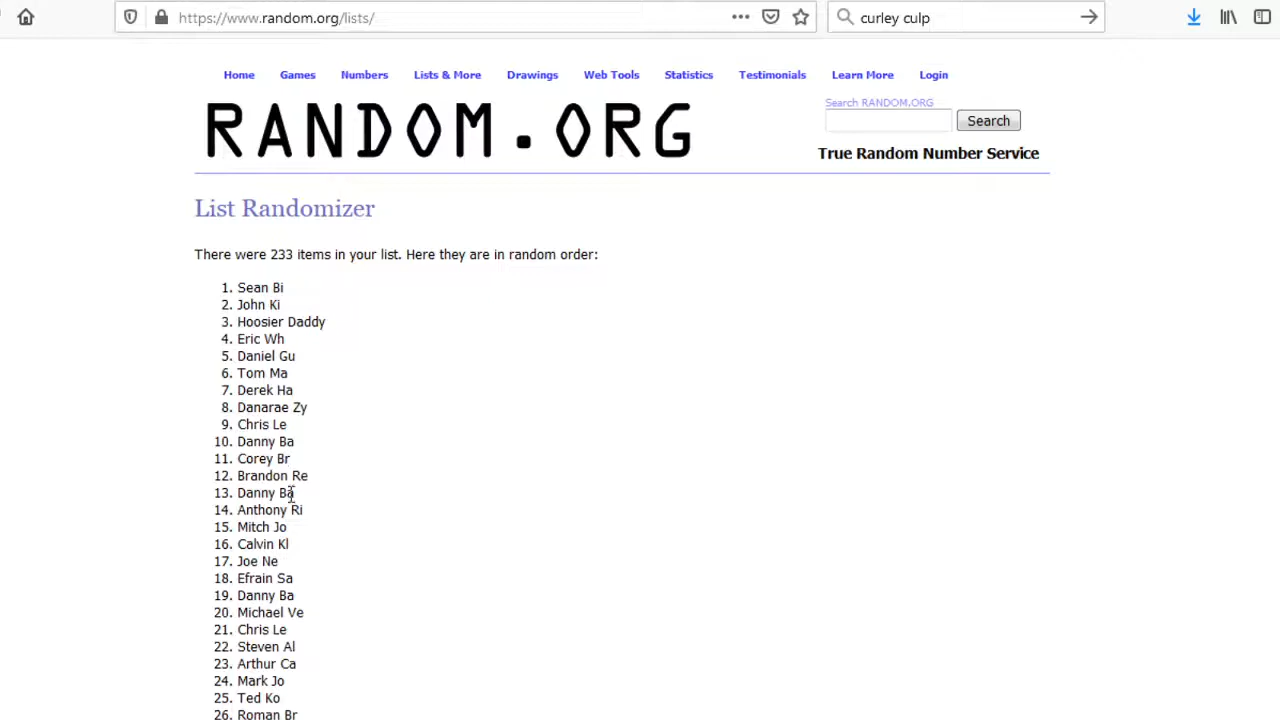 https://www.random.org/lists/
curley culp
Home Games Numbers Lists & More Drawings Web Tools Statistics Testimonials Learn More Login
RANDOM.ORG
Search RANDOM.ORG
Search
True Random Number Service
List Randomizer
There were 233 items in your list. Here they are in random order:
1. Sean Bi
2. John Ki
3. Hoosier Daddy
4. Eric Wh
5. Daniel Gu
6. Tom Ma
7. Derek Ha
8. Danarae Zy
9. Chris Le
10. Danny Ba
11. Corey Br
12. Brandon Re
13. Danny Ba
14. Anthony Ri
15. Mitch Jo
16. Calvin Kl
17. Joe Ne
18. Efrain Sa
19. Danny Ba
20. Michael Ve
21. Chris Le
22. Steven Al
23. Arthur Ca
24. Mark Jo
25. Ted Ko
26. Roman Br